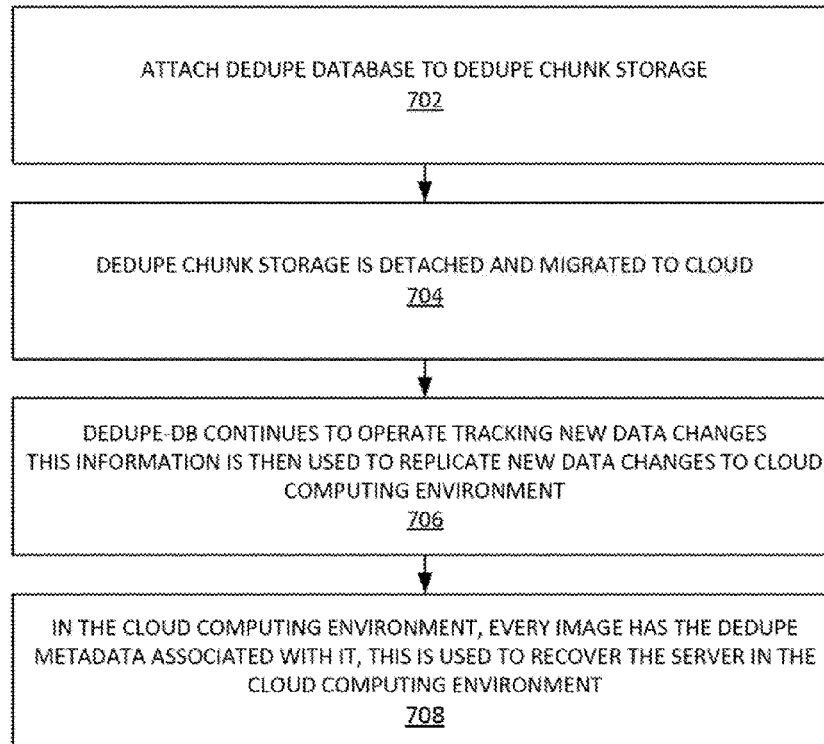 ATTACH DEDUPE DATABASE TO DEDUPE CHUNK STORAGE
702
DEDUPE CHUNK STORAGE IS DETACHED AND MIGRATED TO CLOUD
704
DEDUPE-DB CONTINUES TO OPERATE TRACKING NEW DATA CHANGES
THIS INFORMATION IS THEN USED TO REPLICATE NEW DATA CHANGES TO CLOUD
COMPUTING ENVIRONMENT
706
IN THE CLOUD COMPUTING ENVIRONMENT, EVERY IMAGE HAS THE DEDUPE
METADATA ASSOCIATED WITH IT, THIS IS USED TO RECOVER THE SERVER IN THE
CLOUD COMPUTING ENVIRONMENT
708